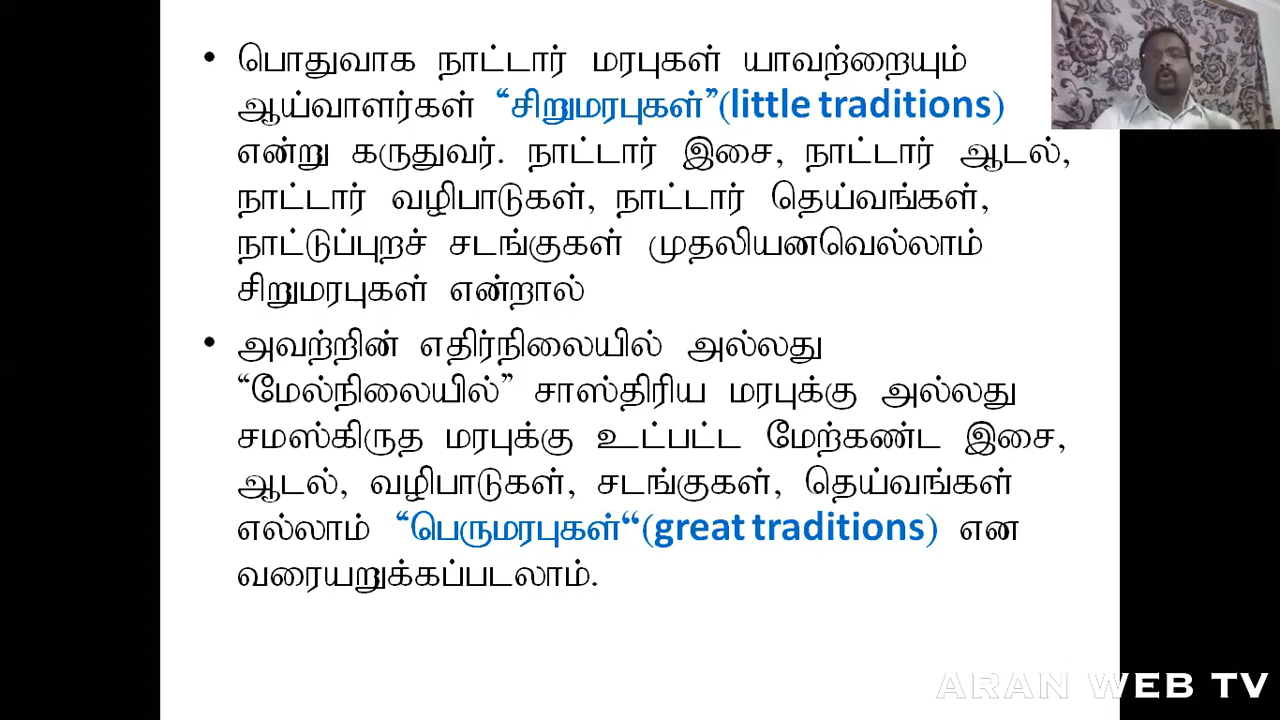 • பொதுவாக நாட்டார் மரபுகள் யாவற்றையும்
ஆய்வாளர்கள் “சிறுமரபுகள்”(little traditions)
என்று கருதுவர். நாட்டார் இசை, நாட்டார் ஆடல்,
நாட்டார் வழிபாடுகள், நாட்டார் தெய்வங்கள்,
நாட்டுப்புறச் சடங்குகள் முதலியனவெல்லாம்
சிறுமரபுகள் என்றால்
• அவற்றின் எதிர்நிலையில் அல்லது
“மேல்நிலையில்” சாஸ்திரிய மரபுக்கு அல்லது
சமஸ்கிருத மரபுக்கு உட்பட்ட மேற்கண்ட இசை,
ஆடல், வழிபாடுகள், சடங்குகள், தெய்வங்கள்
எல்லாம் “பெருமரபுகள்“(great traditions) என
வரையறுக்கப்படலாம்.
ARAN WEB TV